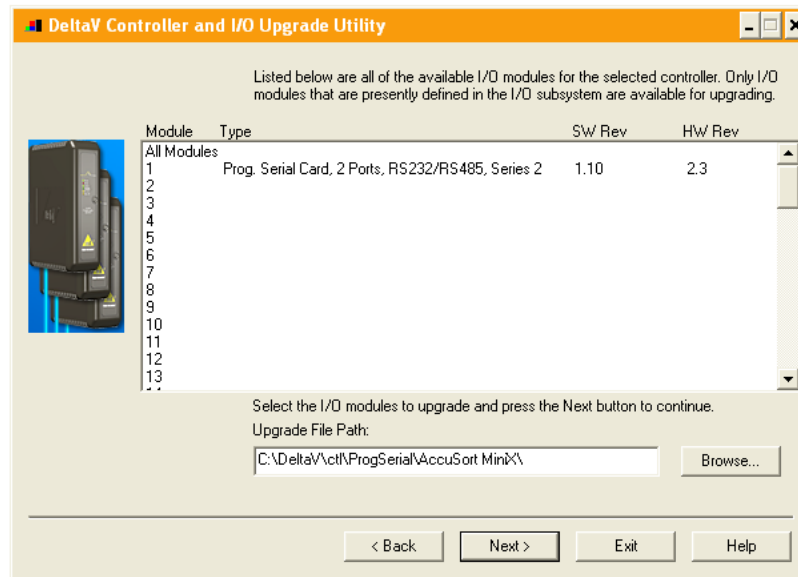 DeltaV Controller and I/O Upgrade Utility
Listed below are all of the available I/O modules for the selected controller. Only I/O
modules that are presently defined in the I/O subsystem are available for upgrading.
Module Type SW Rev HW Rev
All Modules
1 Prog. Serial Card, 2 Ports, RS232/RS485, Series 2 1.10 2.3
2
3
4
5
6
7
8
9
10
11
12
13
Select the I/O modules to upgrade and press the Next button to continue.
Upgrade File Path:
C:\DeltaV\ctl\ProgSerial\AccuSort MiniX\
Browse...
< Back Next > Exit Help